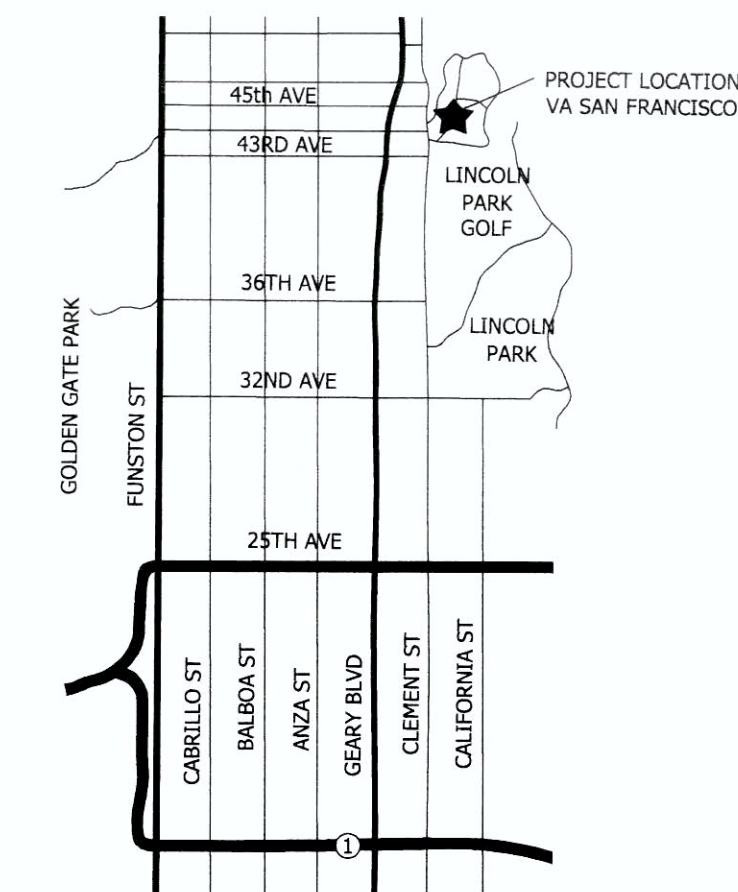 PROJECT LOCATION
VA SAN FRANCISCO
45th AVE
43RD AVE
LINCOLN
PARK
GOLF
36TH AVE
LINCOLN
PARK
32ND AVE
GOLDEN GATE PARK
FUNSTON ST
25TH AVE
CABRILLO ST
BALBOA ST
ANZA ST
GEARY BLVD
CLEMENT ST
CALIFORNIA ST
1